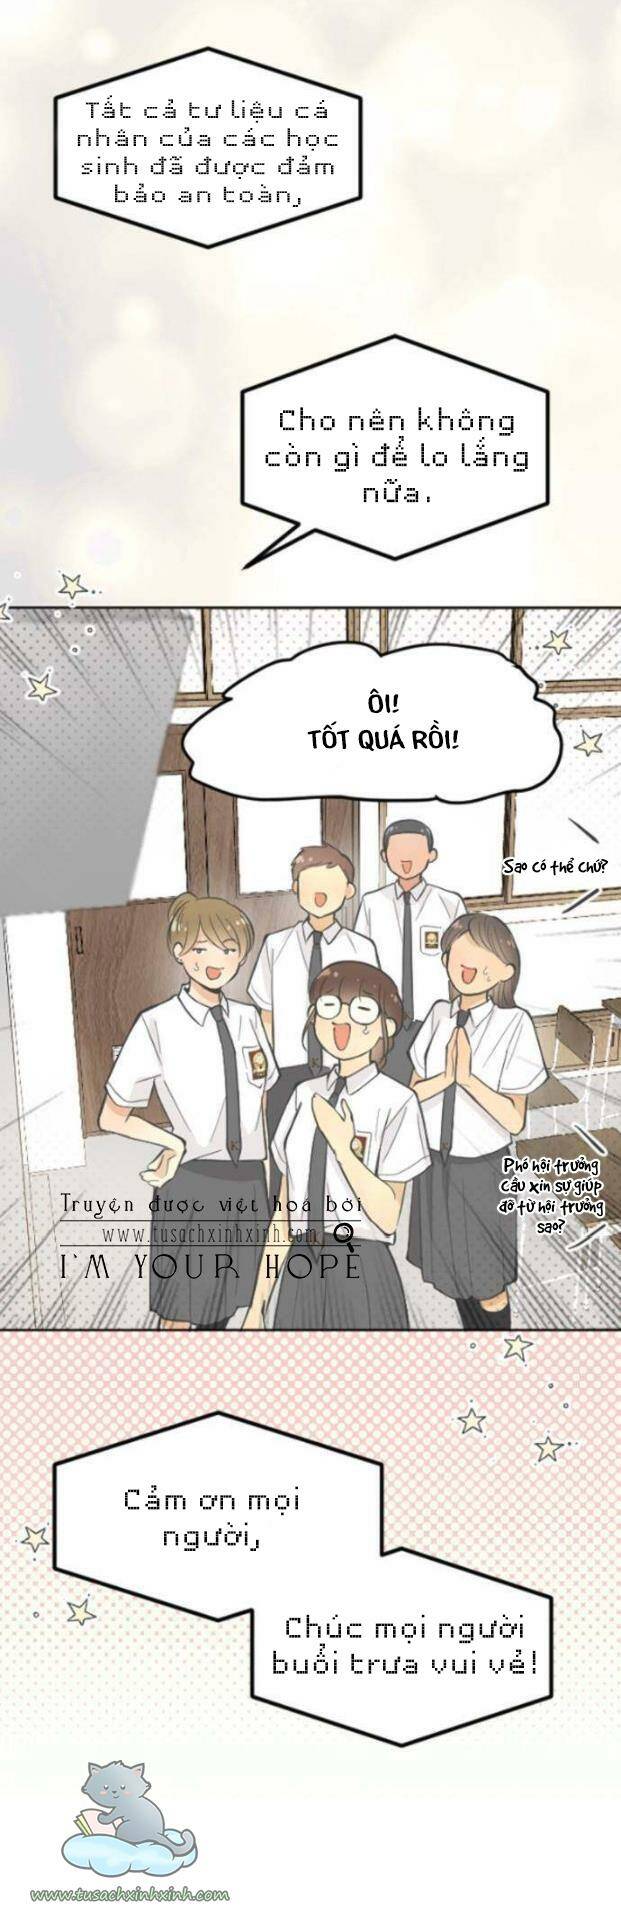 Tất cả tư liệu cá
nhân của các học
sinh đã được đảm
bảo an toàn,
Cho nên không
còn gì để lo lắng
nữa.
ÔI!
TỐT QUÁ RỒI!
Sao có thể chứ?
Phó hội trưởng
cầu xin sự giúp
đỡ từ hội trưởng
sao?
Truyện được việt hoá bởi
www.tusachxinhxinh.com
I'M YOUR HOPE
Cảm ơn mọi
người,
Chúc mọi người
buổi trưa vui vẻ!
www.tusachxinhxinh.com